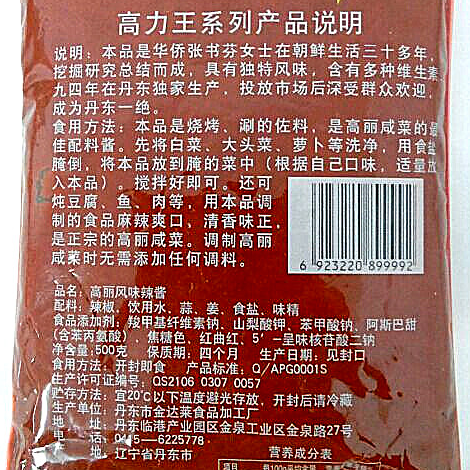 高力王系列产品说明
说明：本品是华侨张书芬女士在朝鲜生活三十多年，
挖掘研究总结而成，具有独特风味，含有多种维生素
九四年在丹东独家生产，投放市场后深受群众欢迎，
成为丹东一绝。
食用方法：本品是烧烤、涮的佐料，是高丽咸菜的最
佳配料酱。先将白菜、大头菜、萝卜等洗净，用食盐
腌倒，将本品放到腌的菜中（根据自己口味，适量放
入本品）。搅拌好即可。还可
炖豆腐、鱼、肉等，用本品调
制的食品麻辣爽口、清香味正，
是正宗的高丽咸菜。调制高丽
咸菜时无需添加任何调料。
6 923220 899992
品名：高丽风味辣酱
配料：辣椒、饮用水、蒜、姜、食盐、味精
食品添加剂：羧甲基纤维素钠、山梨酸钾、苯甲酸钠、阿斯巴甜
(含苯丙氨酸)、焦糖色、红曲红、5′-呈味核苷酸二钠
净含量：500克 保质期：四个月 生产日期：见封口
食用方法：开封即食 产品标准：Q/APG0001S
生产许可证编号：QS2106 0307 0057
贮存方法：宜20℃以下温度避光存放，开封后请冷藏
生产商：丹东市金达莱食品加工厂
地址：丹东临港产业园区金泉工业区金泉路27号
电话：0415-6225778
产地：辽宁省丹东市
营养成分表
项目